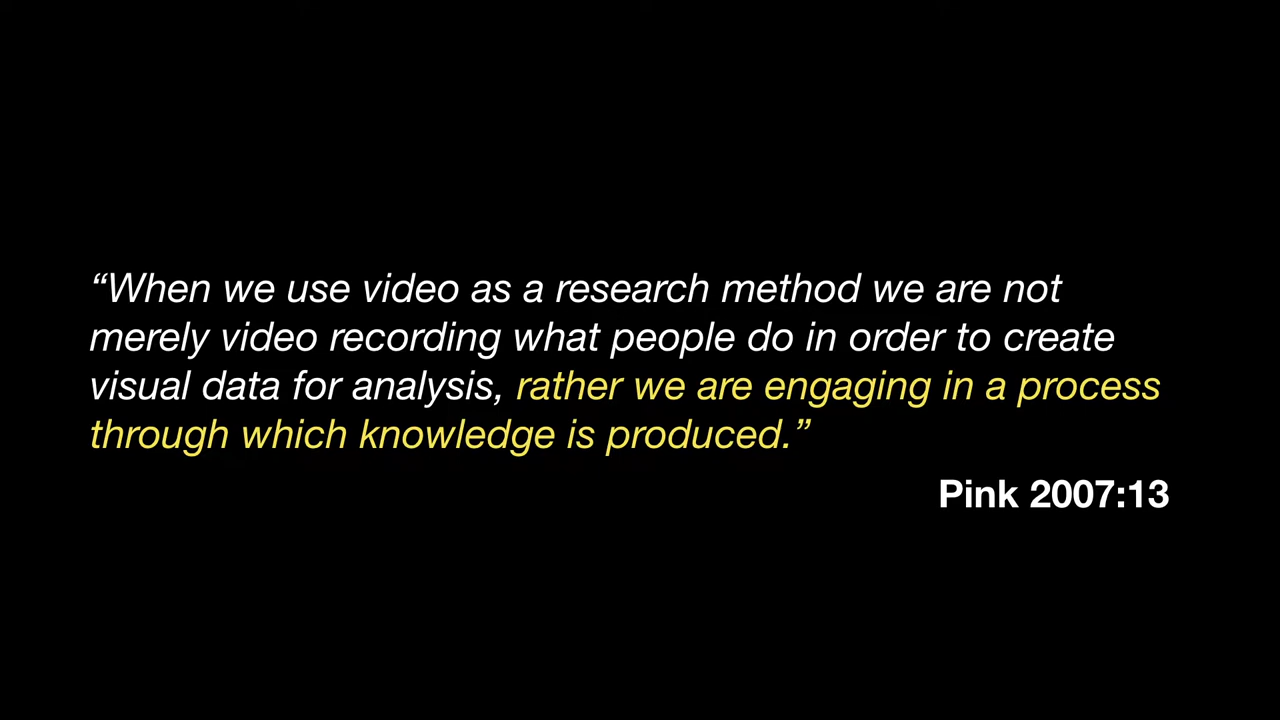 “When we use video as a research method we are not
merely video recording what people do in order to create
visual data for analysis, rather we are engaging in a process
through which knowledge is produced.”
Pink 2007:13